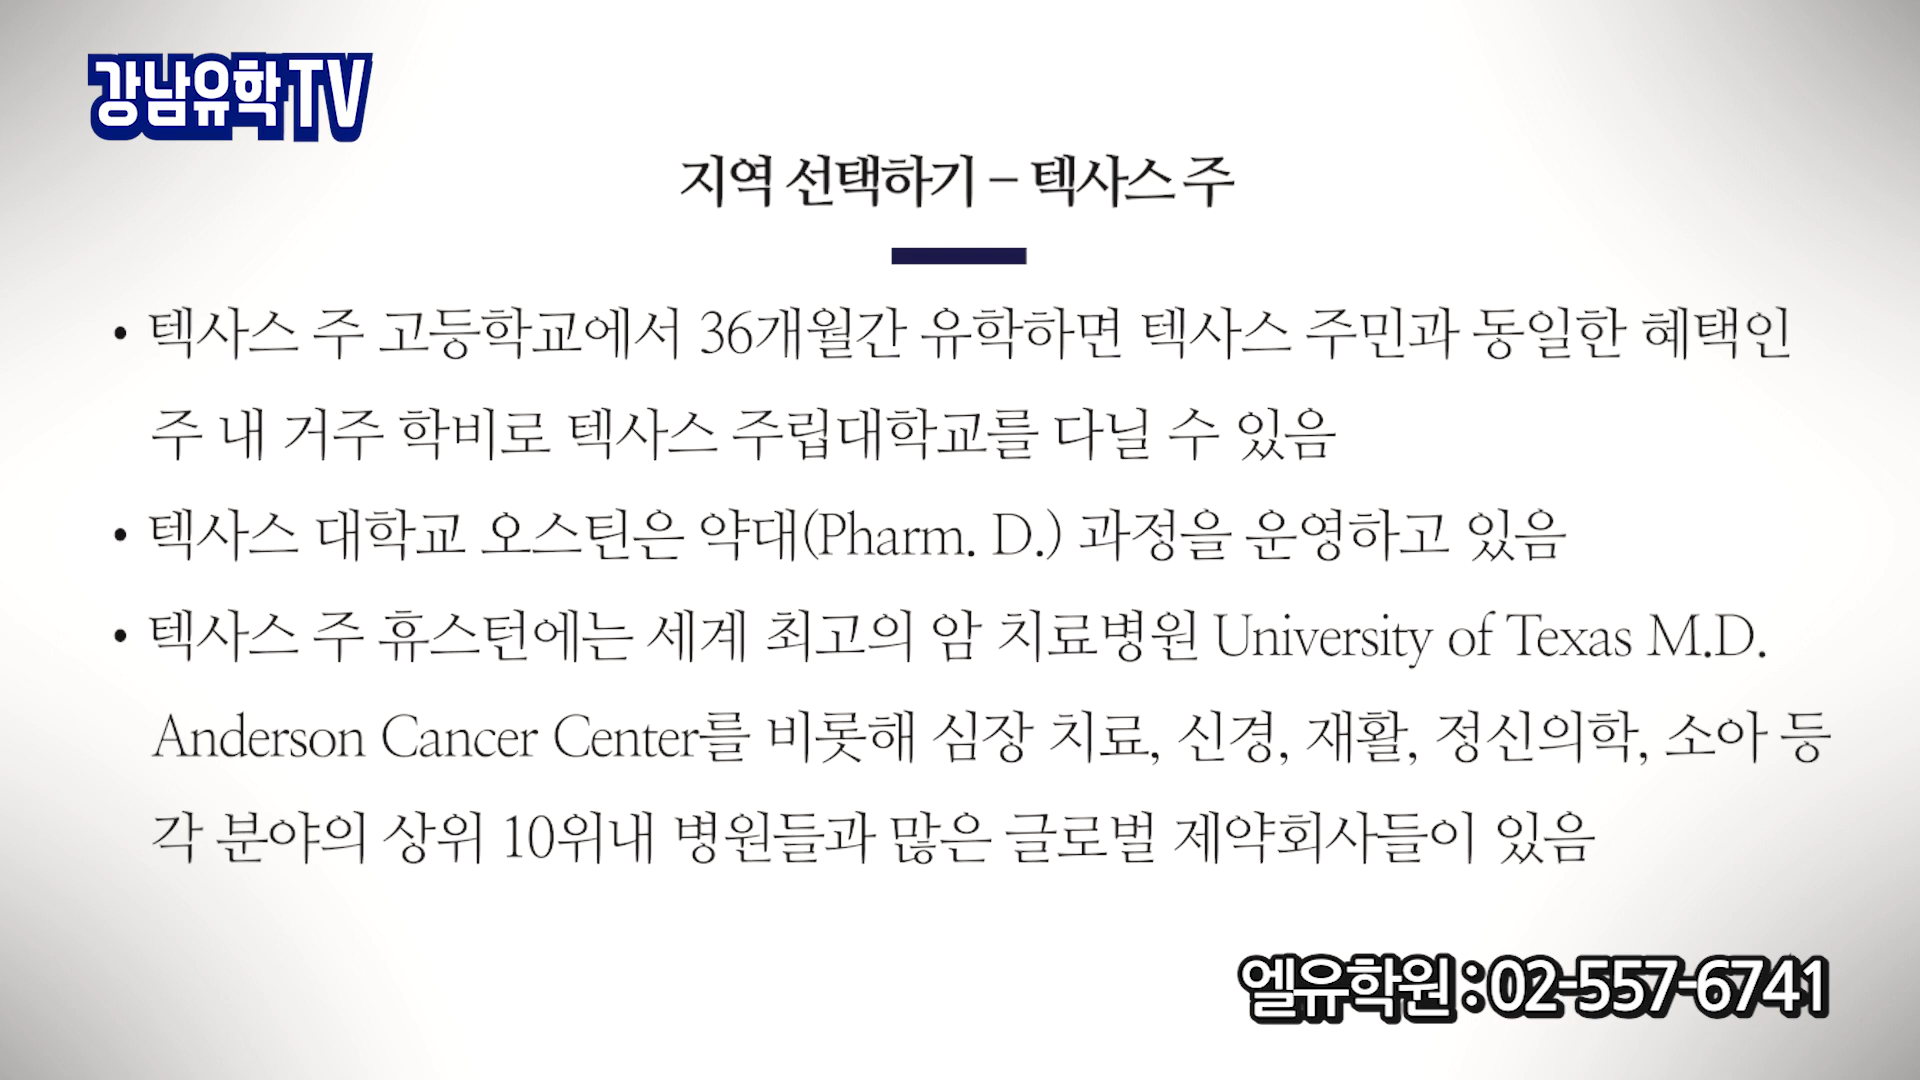 강남유학TV
지역 선택하기 – 텍사스 주
• 텍사스 주 고등학교에서 36개월간 유학하면 텍사스 주민과 동일한 혜택인
주 내 거주 학비로 텍사스 주립대학교를 다닐 수 있음
• 텍사스 대학교 오스틴은 약대(Pharm. D.) 과정을 운영하고 있음
• 텍사스 주 휴스턴에는 세계 최고의 암 치료병원 University of Texas M.D.
Anderson Cancer Center를 비롯해 심장 치료, 신경, 재활, 정신의학, 소아 등
각 분야의 상위 10위내 병원들과 많은 글로벌 제약회사들이 있음
엘유학원 : 02-557-6741